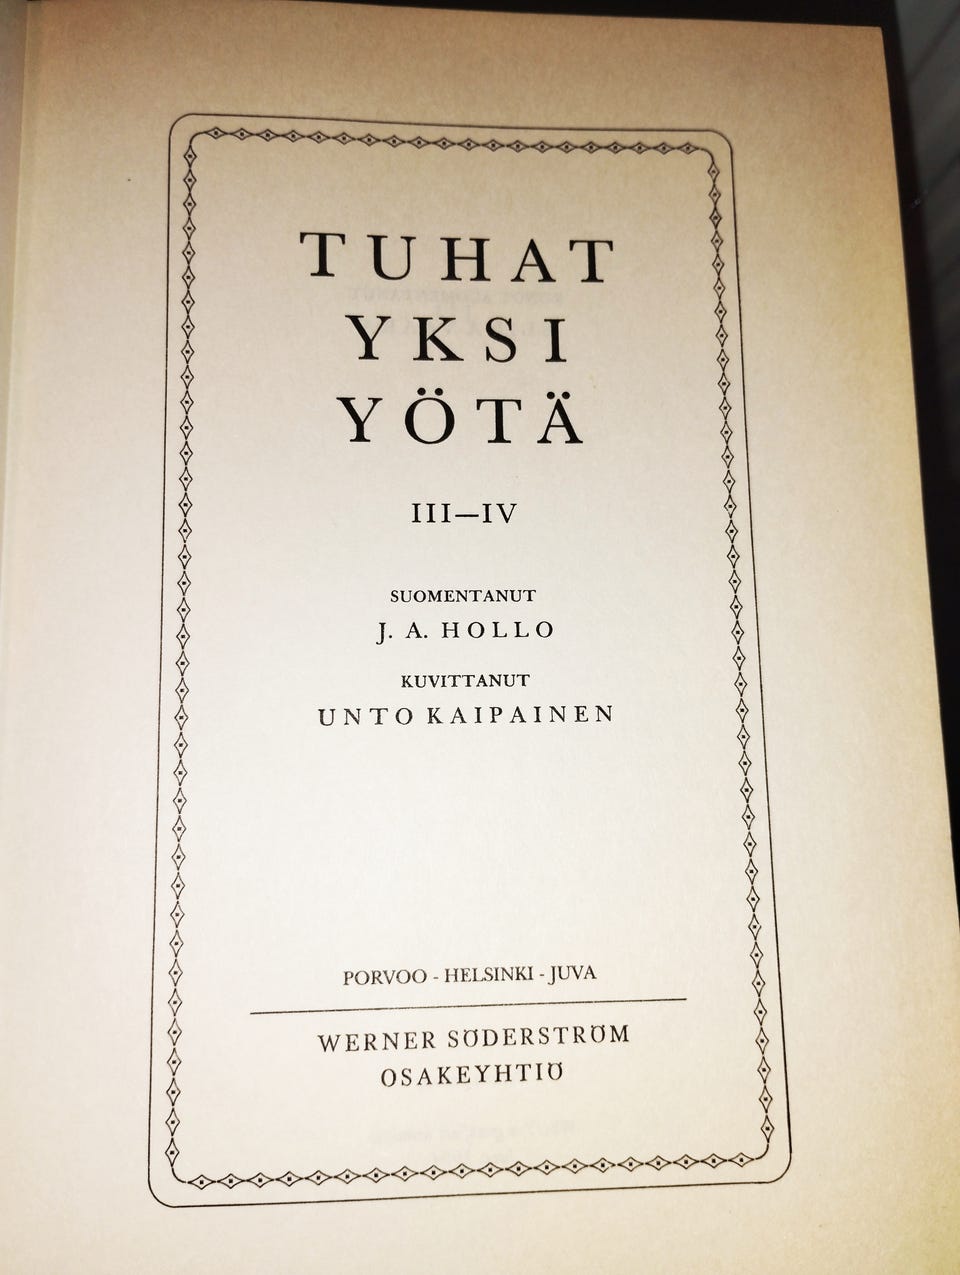 TUHAT
YKSI
YÖTÄ
III—IV
SUOMENTANUT
J. A. HOLLO
KUVITTANUT
UNTO KAIPAINEN
PORVOO - HELSINKI - JUVA
WERNER SÖDERSTRÖM
OSAKEYHTIÖ